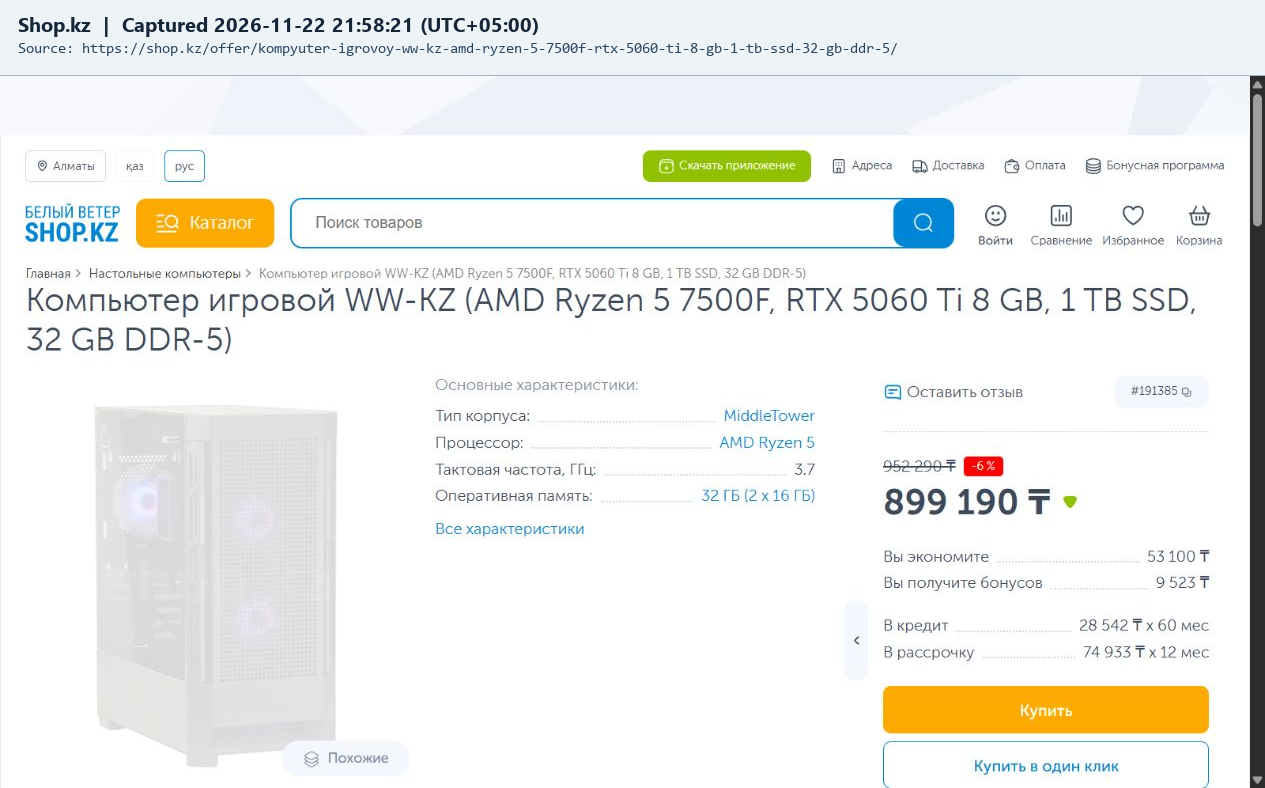 Shop.kz | Captured 2026-11-22 21:58:21 (UTC+05:00)
Source: https://shop.kz/offer/kompyuter-igrovoy-ww-kz-amd-ryzen-5-7500f-rtx-5060-ti-8-gb-1-tb-ssd-32-gb-ddr-5/
Алматы қаз рус Скачать приложение Адреса Доставка Оплата Бонусная программа
БЕЛЫЙ ВЕТЕР
SHOP.KZ
Каталог Поиск товаров
Войти Сравнение Избранное Корзина
Главная > Настольные компьютеры > Компьютер игровой WW-KZ (AMD Ryzen 5 7500F, RTX 5060 Ti 8 GB, 1 TB SSD, 32 GB DDR-5)
Компьютер игровой WW-KZ (AMD Ryzen 5 7500F, RTX 5060 Ti 8 GB, 1 TB SSD,
32 GB DDR-5)
Основные характеристики:
Тип корпуса: MiddleTower
Процессор: AMD Ryzen 5
Тактовая частота, ГГц: 3.7
Оперативная память: 32 ГБ (2 x 16 ГБ)
Все характеристики
Похожие
Оставить отзыв #191385
952 290 ₸ -6 %
899 190 ₸
Вы экономите 53 100 ₸
Вы получите бонусов 9 523 ₸
В кредит 28 542 ₸ x 60 мес
В рассрочку 74 933 ₸ x 12 мес
Купить
Купить в один клик